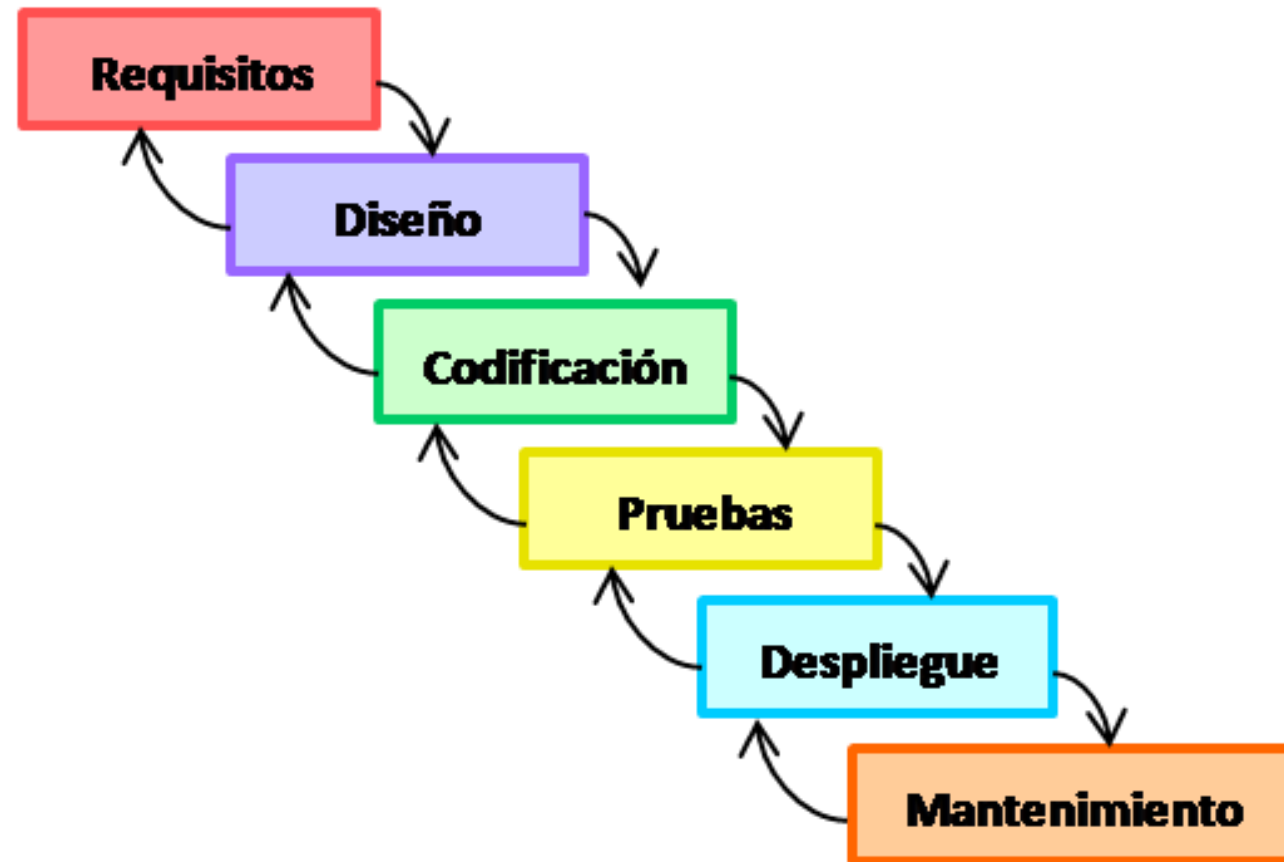 Requisitos
Diseño
Codificación
Pruebas
Despliegue
Mantenimiento